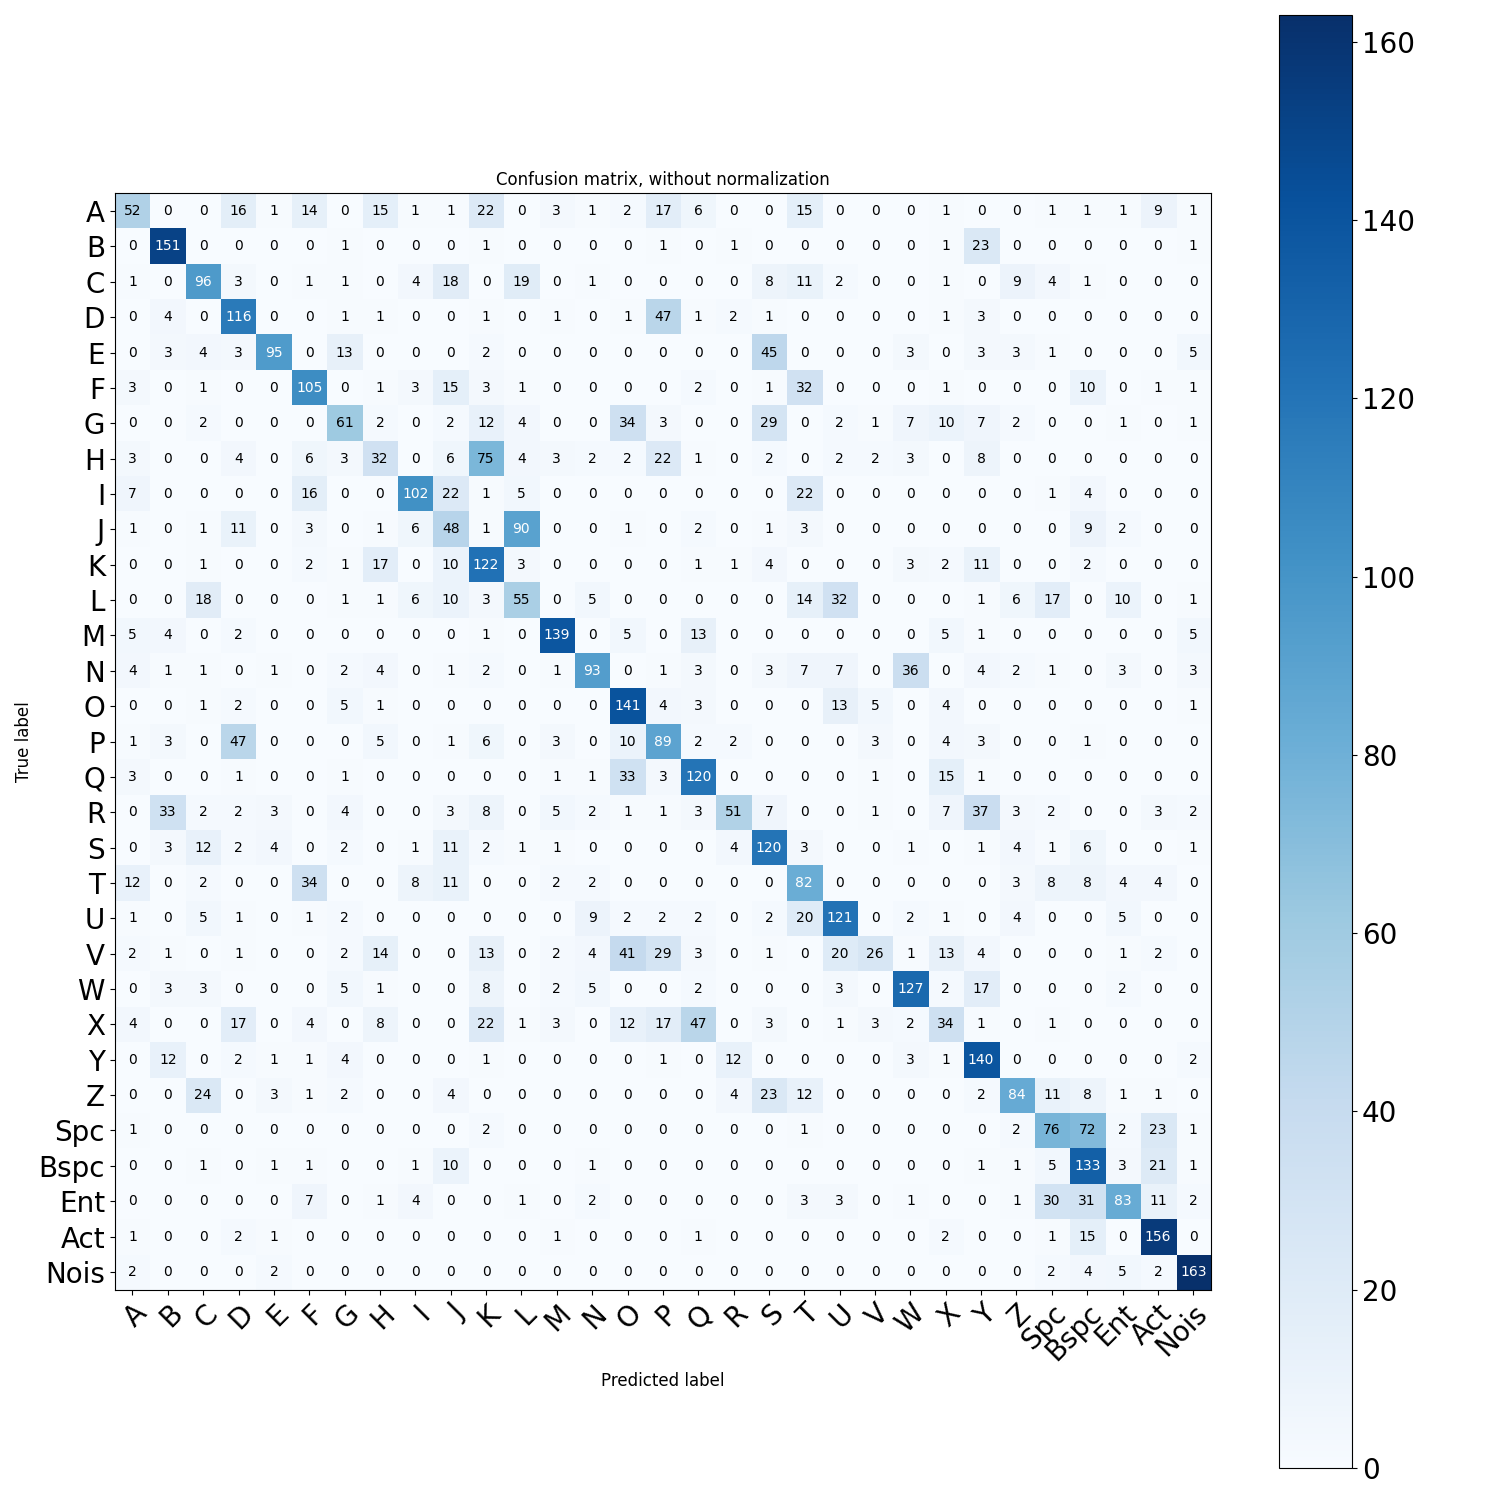 Confusion matrix, without normalization
A 52 0 0 16 1 14 0 15 1 1 22 0 3 1 2 17 6 0 0 15 0 0 0 1 0 0 1 1 1 9 1
B 0 151 0 0 0 0 1 0 0 0 1 0 0 0 0 1 0 1 0 0 0 0 0 1 23 0 0 0 0 0 1
C 1 0 96 3 0 1 1 0 4 18 0 19 0 1 0 0 0 0 8 11 2 0 0 1 0 9 4 1 0 0 0
D 0 4 0 116 0 0 1 1 0 0 1 0 1 0 1 47 1 2 1 0 0 0 0 1 3 0 0 0 0 0 0
E 0 3 4 3 95 0 13 0 0 0 2 0 0 0 0 0 0 0 45 0 0 0 3 0 3 3 1 0 0 0 5
F 3 0 1 0 0 105 0 1 3 15 3 1 0 0 0 0 2 0 1 32 0 0 0 1 0 0 0 10 0 1 1
G 0 0 2 0 0 0 61 2 0 2 12 4 0 0 34 3 0 0 29 0 2 1 7 10 7 2 0 0 1 0 1
H 3 0 0 4 0 6 3 32 0 6 75 4 3 2 2 22 1 0 2 0 2 2 3 0 8 0 0 0 0 0 0
I 7 0 0 0 0 16 0 0 102 22 1 5 0 0 0 0 0 0 0 22 0 0 0 0 0 0 1 4 0 0 0
J 1 0 1 11 0 3 0 1 6 48 1 90 0 0 1 0 2 0 1 3 0 0 0 0 0 0 0 9 2 0 0
K 0 0 1 0 0 2 1 17 0 10 122 3 0 0 0 0 1 1 4 0 0 0 3 2 11 0 0 2 0 0 0
L 0 0 18 0 0 0 1 1 6 10 3 55 0 5 0 0 0 0 0 14 32 0 0 0 1 6 17 0 10 0 1
M 5 4 0 2 0 0 0 0 0 0 1 0 139 0 5 0 13 0 0 0 0 0 0 5 1 0 0 0 0 0 5
N 4 1 1 0 1 0 2 4 0 1 2 0 1 93 0 1 3 0 3 7 7 0 36 0 4 2 1 0 3 0 3
O 0 0 1 2 0 0 5 1 0 0 0 0 0 0 141 4 3 0 0 0 13 5 0 4 0 0 0 0 0 0 1
P 1 3 0 47 0 0 0 5 0 1 6 0 3 0 10 89 2 2 0 0 0 3 0 4 3 0 0 1 0 0 0
Q 3 0 0 1 0 0 1 0 0 0 0 0 1 1 33 3 120 0 0 0 0 1 0 15 1 0 0 0 0 0 0
R 0 33 2 2 3 0 4 0 0 3 8 0 5 2 1 1 3 51 7 0 0 1 0 7 37 3 2 0 0 3 2
S 0 3 12 2 4 0 2 0 1 11 2 1 1 0 0 0 0 4 120 3 0 0 1 0 1 4 1 6 0 0 1
T 12 0 2 0 0 34 0 0 8 11 0 0 2 2 0 0 0 0 0 82 0 0 0 0 0 3 8 8 4 4 0
U 1 0 5 1 0 1 2 0 0 0 0 0 0 9 2 2 2 0 2 20 121 0 2 1 0 4 0 0 5 0 0
V 2 1 0 1 0 0 2 14 0 0 13 0 2 4 41 29 3 0 1 0 20 26 1 13 4 0 0 0 1 2 0
W 0 3 3 0 0 0 5 1 0 0 8 0 2 5 0 0 2 0 0 0 3 0 127 2 17 0 0 0 2 0 0
X 4 0 0 17 0 4 0 8 0 0 22 1 3 0 12 17 47 0 3 0 1 3 2 34 1 0 1 0 0 0 0
Y 0 12 0 2 1 1 4 0 0 0 1 0 0 0 0 1 0 12 0 0 0 0 3 1 140 0 0 0 0 0 2
Z 0 0 24 0 3 1 2 0 0 4 0 0 0 0 0 0 0 4 23 12 0 0 0 0 2 84 11 8 1 1 0
Spc 1 0 0 0 0 0 0 0 0 0 2 0 0 0 0 0 0 0 0 1 0 0 0 0 0 2 76 72 2 23 1
Bspc 0 0 1 0 1 1 0 0 1 10 0 0 0 1 0 0 0 0 0 0 0 0 0 0 1 1 5 133 3 21 1
Ent 0 0 0 0 0 7 0 1 4 0 0 1 0 2 0 0 0 0 0 3 3 0 1 0 0 1 30 31 83 11 2
Act 1 0 0 2 1 0 0 0 0 0 0 0 1 0 0 0 1 0 0 0 0 0 0 2 0 0 1 15 0 156 0
Nois 2 0 0 0 2 0 0 0 0 0 0 0 0 0 0 0 0 0 0 0 0 0 0 0 0 0 2 4 5 2 163
A B C D E F G H I J K L M N O P Q R S T U V W X Y Z Spc Bspc Ent Act Nois
Predicted label
True label
160
140
120
100
80
60
40
20
0